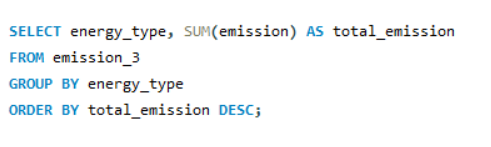 SELECT energy_type, SUM(emission) AS total_emission
FROM emission_3
GROUP BY energy_type
ORDER BY total_emission DESC;